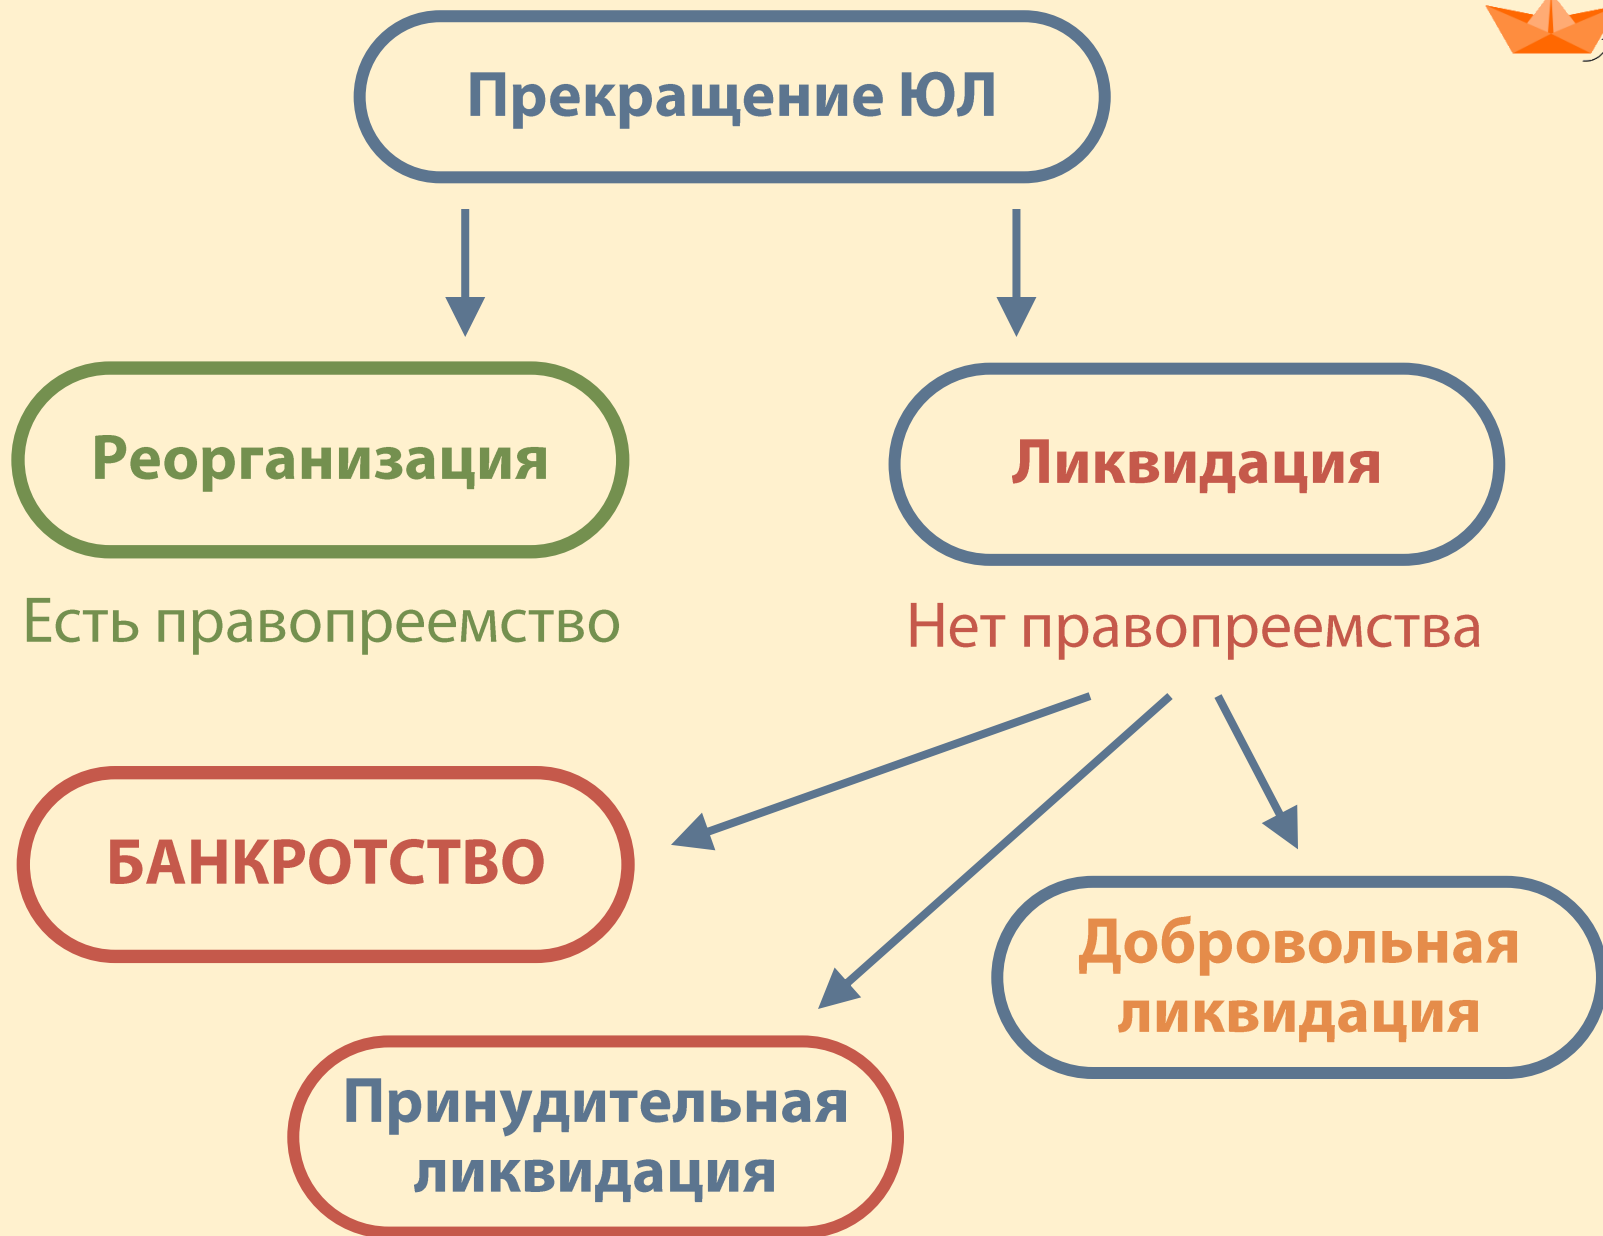 Прекращение ЮЛ
Реорганизация
Ликвидация
Есть правопреемство
Нет правопреемства
БАНКРОТСТВО
Добровольная
ликвидация
Принудительная
ликвидация